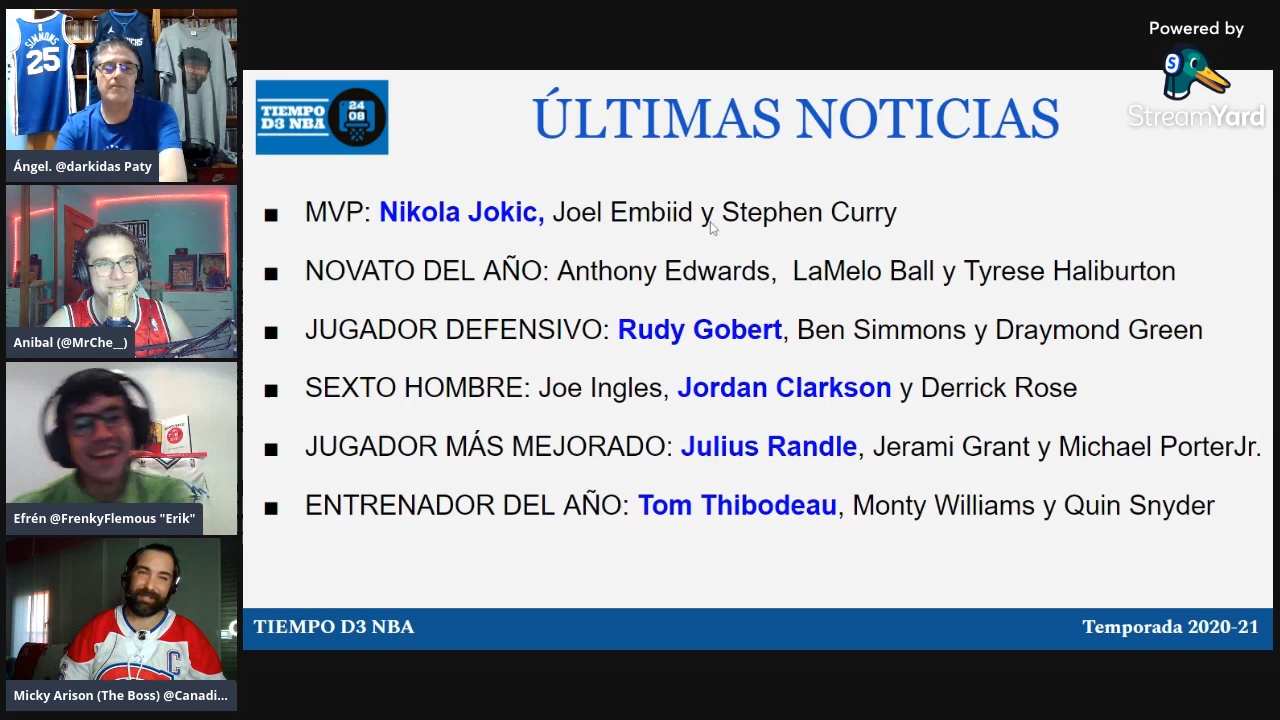 SIMMONS
25
Ángel. @darkidas Paty
Anibal (@MrChe__)
Efrén @FrenkyFlemous "Erik"
C
Micky Arison (The Boss) @Canadi...
Powered by
S
StreamYard
TIEMPO
D3 NBA
24
08
ÚLTIMAS NOTICIAS
■ MVP: Nikola Jokic, Joel Embiid y Stephen Curry
■ NOVATO DEL AÑO: Anthony Edwards, LaMelo Ball y Tyrese Haliburton
■ JUGADOR DEFENSIVO: Rudy Gobert, Ben Simmons y Draymond Green
■ SEXTO HOMBRE: Joe Ingles, Jordan Clarkson y Derrick Rose
■ JUGADOR MÁS MEJORADO: Julius Randle, Jerami Grant y Michael PorterJr.
■ ENTRENADOR DEL AÑO: Tom Thibodeau, Monty Williams y Quin Snyder
TIEMPO D3 NBA
Temporada 2020-21